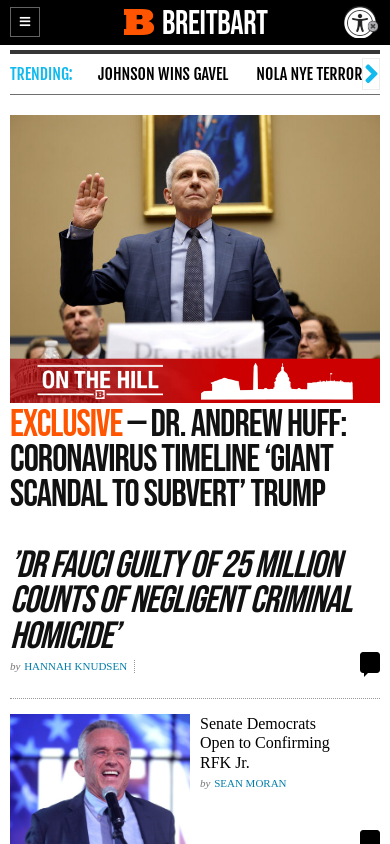 BREITBART
TRENDING:
JOHNSON WINS GAVEL
NOLA NYE TERROR
Dr. Fauci
ON THE HILL
EXCLUSIVE — DR. ANDREW HUFF:
CORONAVIRUS TIMELINE ‘GIANT
SCANDAL TO SUBVERT’ TRUMP
’DR FAUCI GUILTY OF 25 MILLION
COUNTS OF NEGLIGENT CRIMINAL
HOMICIDE’
by HANNAH KNUDSEN
Senate Democrats
Open to Confirming
RFK Jr.
by SEAN MORAN